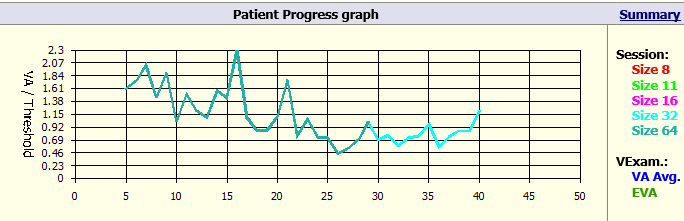 Patient Progress graph
Summary
VA / Threshold
2.3
2.07
1.84
1.61
1.38
1.15
0.92
0.69
0.46
0.23
0
0 5 10 15 20 25 30 35 40 45 50
Session:
Size 8
Size 11
Size 16
Size 32
Size 64
VExam.:
VA Avg.
EVA